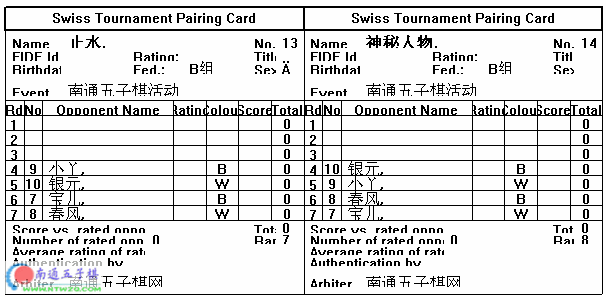 Swiss Tournament Pairing Card
Name 止水, No. 13
FIDE Id Rating: Titl
Birthdat Fed.: B组 Sex Ä
Event 南通五子棋活动
Rd No Opponent Name Rating Colou Score Total
1 0
2 0
3 0
4 9 小丫, B 0
5 10 银元, W 0
6 7 宝儿, B 0
7 8 春风, W 0
Score vs. rated oppo Tot 0
Number of rated opp 0 Ran 7
Average rating of rate
Authentication by
Arbiter 南通五子棋网
Swiss Tournament Pairing Card
Name 神秘人物, No. 14
FIDE Id Rating: Titl
Birthdat Fed.: B组 Sex
Event 南通五子棋活动
Rd No Opponent Name Rating Colou Score Total
1 0
2 0
3 0
4 10 银元, B 0
5 9 小丫, W 0
6 8 春风, B 0
7 7 宝儿, W 0
Score vs. rated oppo Tot 0
Number of rated opp 0 Ran 8
Average rating of rate
Authentication by
Arbiter 南通五子棋网
南通五子棋
WWW.NTWZQ.COM